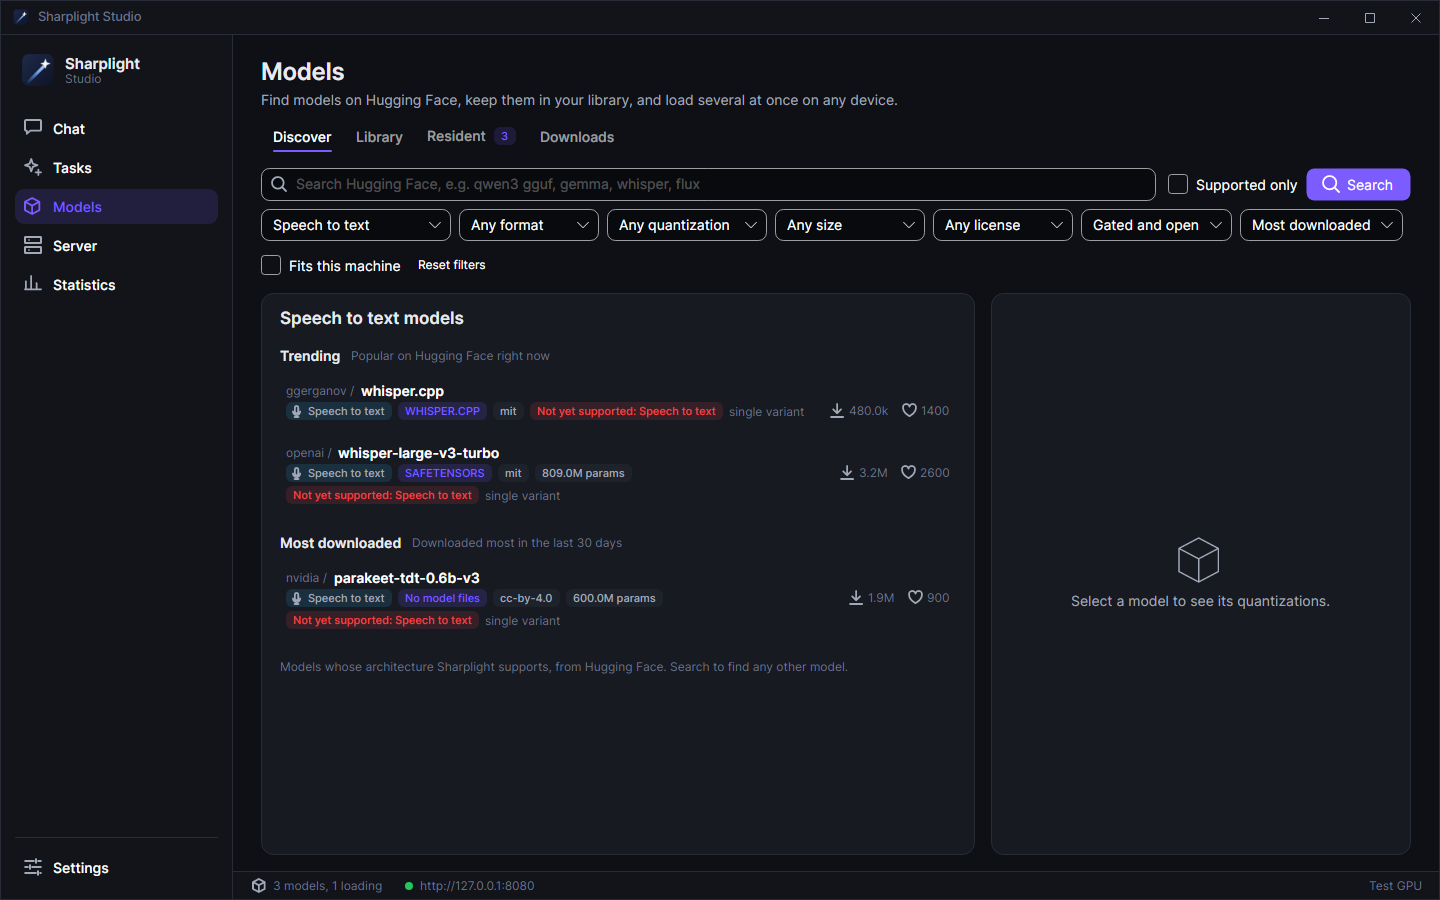 Sharplight Studio
Sharplight
Studio
Chat
Tasks
Models
Server
Statistics
Settings
Models
Find models on Hugging Face, keep them in your library, and load several at once on any device.
Discover Library Resident 3 Downloads
Search Hugging Face, e.g. qwen3 gguf, gemma, whisper, flux
Supported only Search
Speech to text Any format Any quantization Any size Any license Gated and open Most downloaded
Fits this machine Reset filters
Speech to text models
Trending Popular on Hugging Face right now
ggerganov / whisper.cpp
Speech to text WHISPER.CPP mit Not yet supported: Speech to text single variant 480.0k 1400
openai / whisper-large-v3-turbo
Speech to text SAFETENSORS mit 809.0M params 3.2M 2600
Not yet supported: Speech to text single variant
Most downloaded Downloaded most in the last 30 days
nvidia / parakeet-tdt-0.6b-v3
Speech to text No model files cc-by-4.0 600.0M params 1.9M 900
Not yet supported: Speech to text single variant
Models whose architecture Sharplight supports, from Hugging Face. Search to find any other model.
Select a model to see its quantizations.
3 models, 1 loading http://127.0.0.1:8080 Test GPU